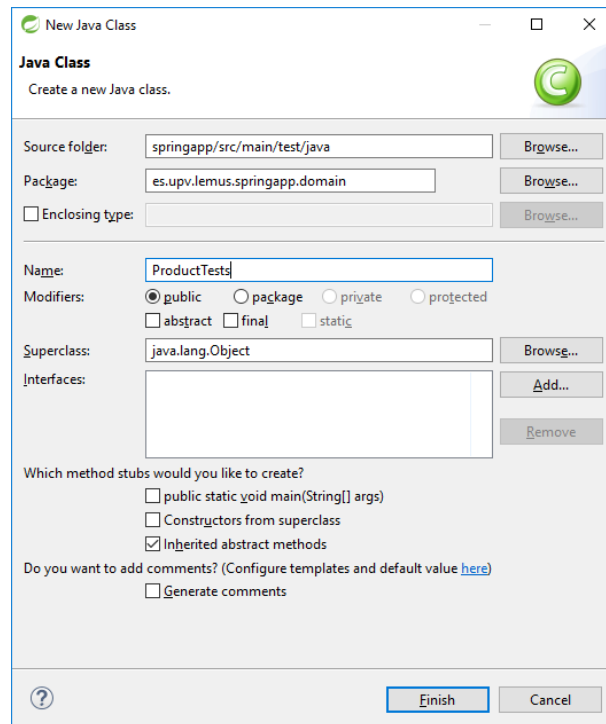 New Java Class
Java Class
Create a new Java class.
C
Source folder: springapp/src/main/test/java Browse...
Package: es.upv.lemus.springapp.domain Browse...
Enclosing type: Browse...
Name: ProductTests
Modifiers: public package private protected
abstract final static
Superclass: java.lang.Object Browse...
Interfaces: Add...
Remove
Which method stubs would you like to create?
public static void main(String[] args)
Constructors from superclass
Inherited abstract methods
Do you want to add comments? (Configure templates and default value here)
Generate comments
? Finish Cancel